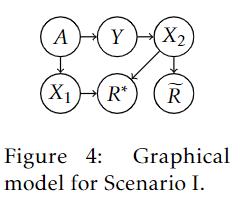 A Y X₂
X₁ R* R̃
Figure 4: Graphical
model for Scenario I.